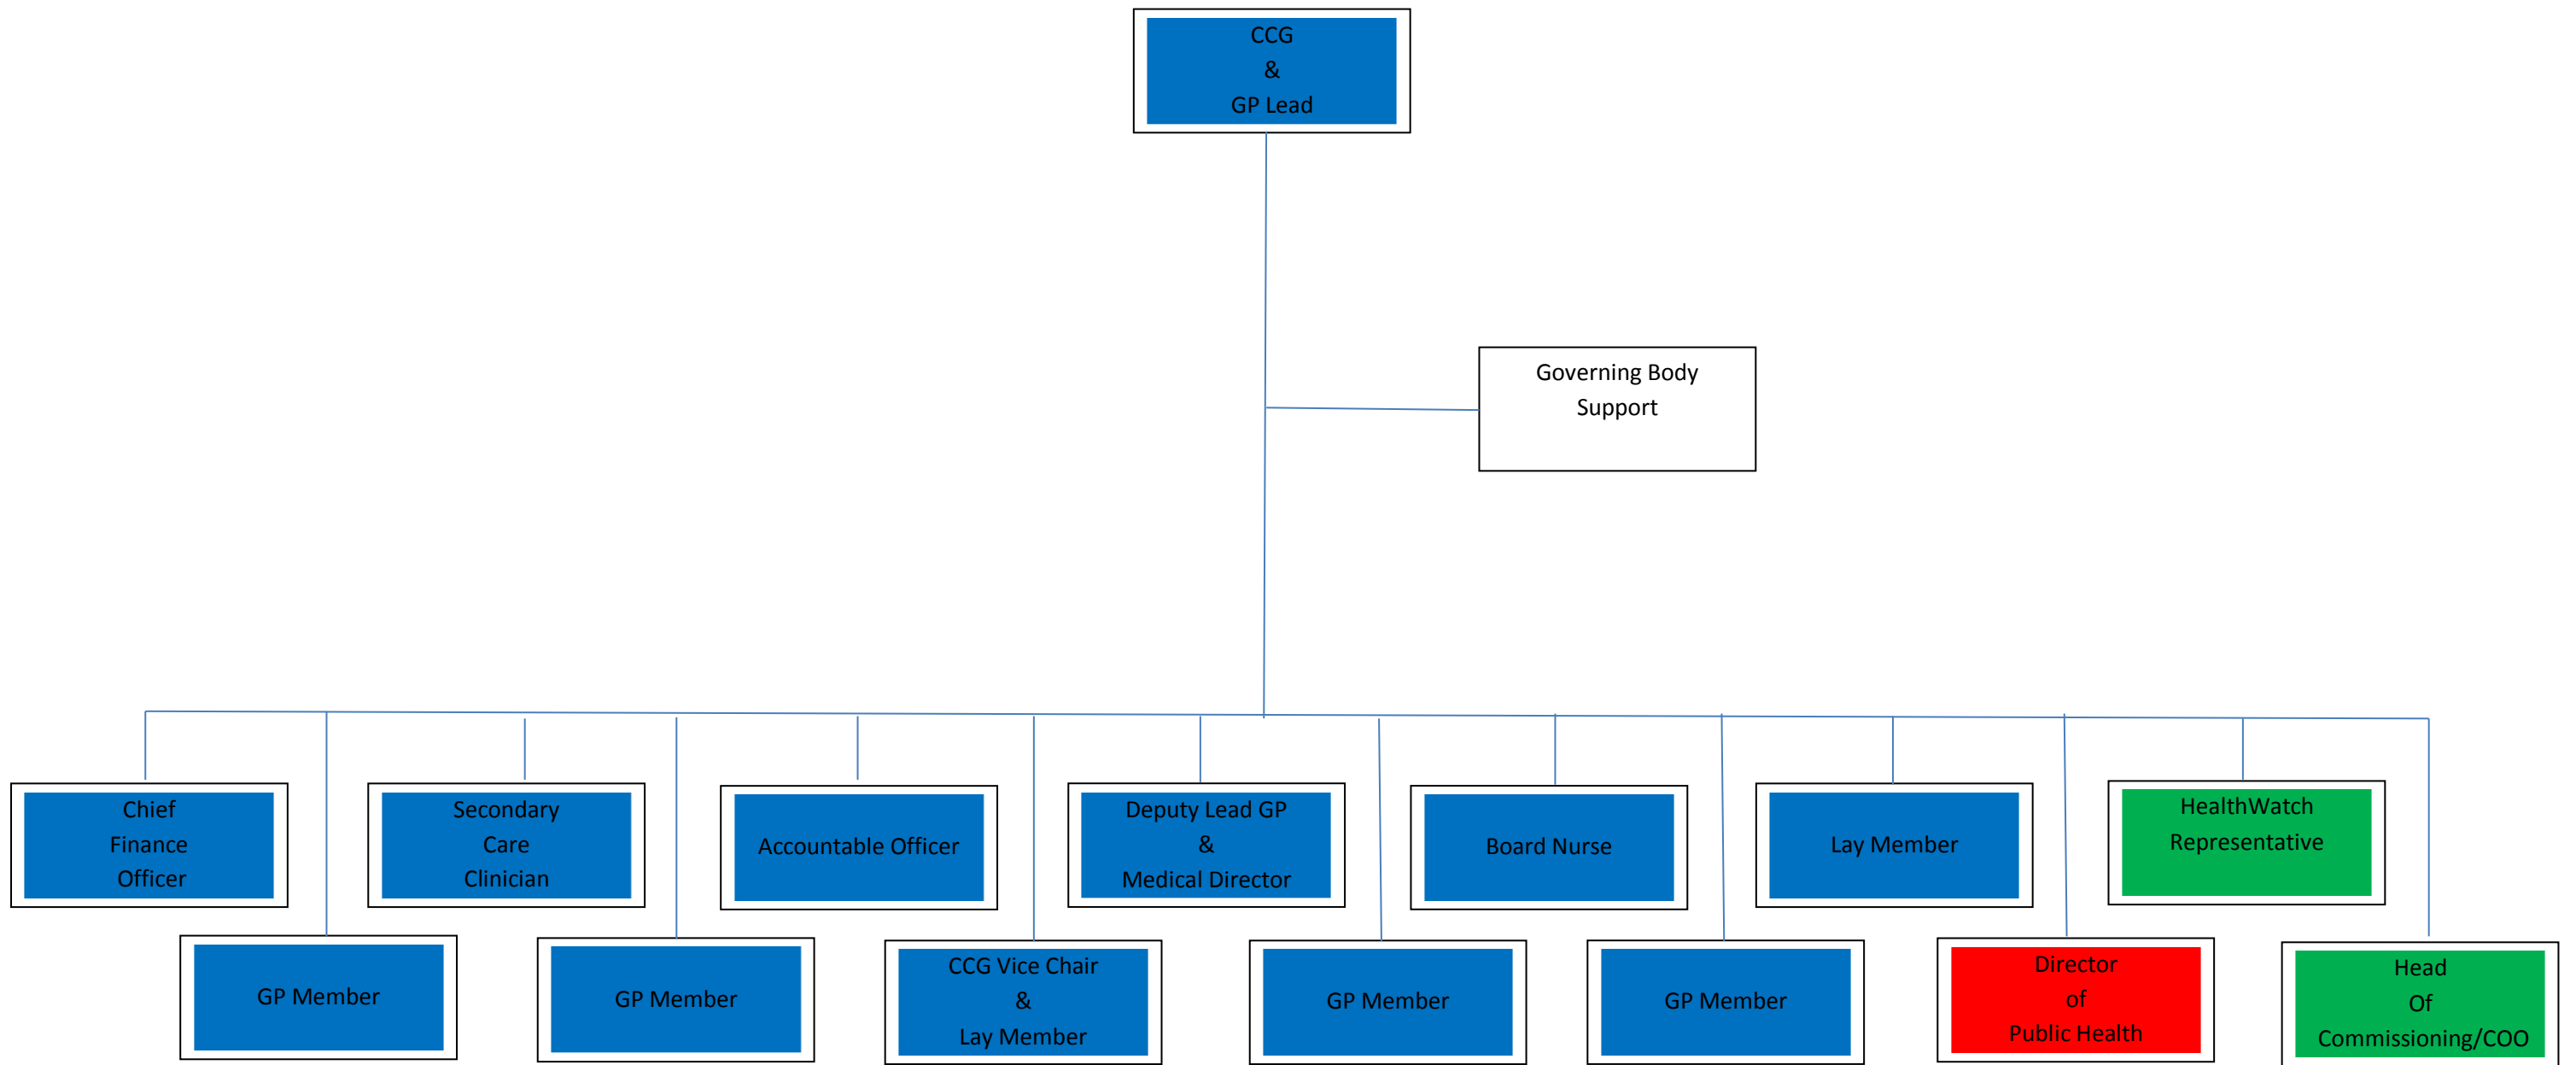 CCG
&
GP Lead
Governing Body
Support
Chief
Finance
Officer
Secondary
Care
Clinician
Accountable Officer
Deputy Lead GP
&
Medical Director
Board Nurse
Lay Member
HealthWatch
Representative
GP Member
GP Member
CCG Vice Chair
&
Lay Member
GP Member
GP Member
Director
of
Public Health
Head
Of
Commissioning/COO